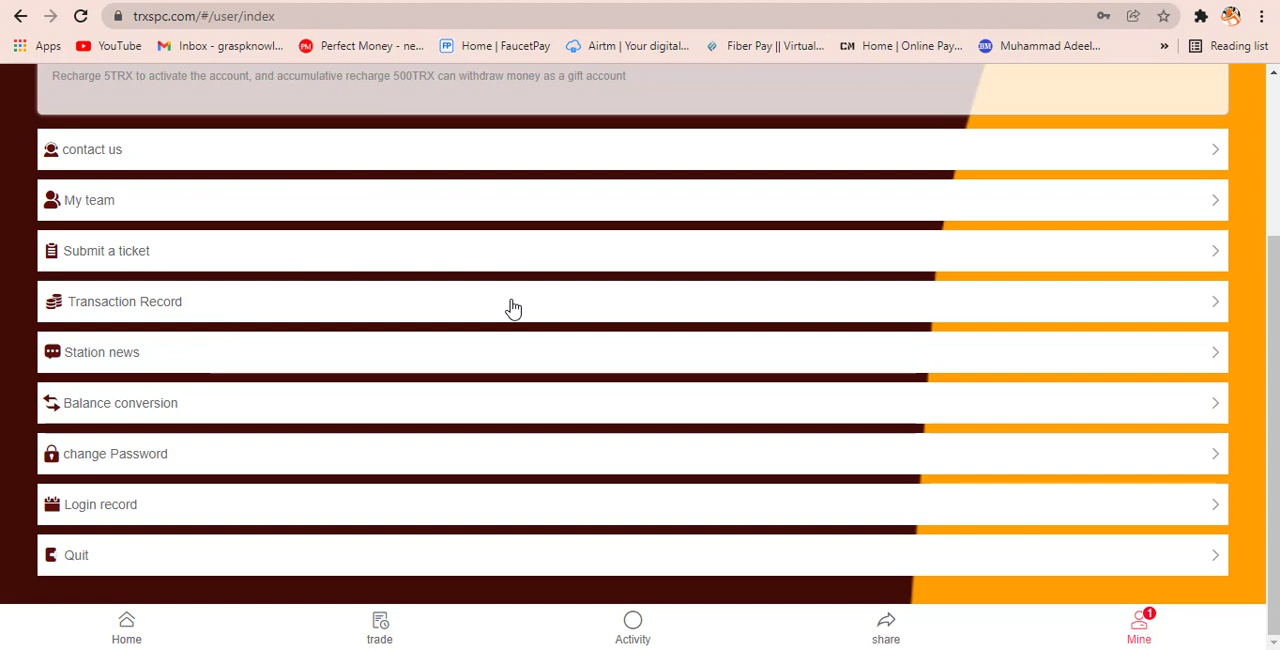 trxspc.com/#/user/index
Apps YouTube Inbox - graspknowl... Perfect Money - ne... Home | FaucetPay Airtm | Your digital... Fiber Pay || Virtual... CM Home | Online Pay... BM Muhammad Adeel... » Reading list
Recharge 5TRX to activate the account, and accumulative recharge 500TRX can withdraw money as a gift account
contact us
My team
Submit a ticket
Transaction Record
Station news
Balance conversion
change Password
Login record
Quit
Home trade Activity share Mine 1